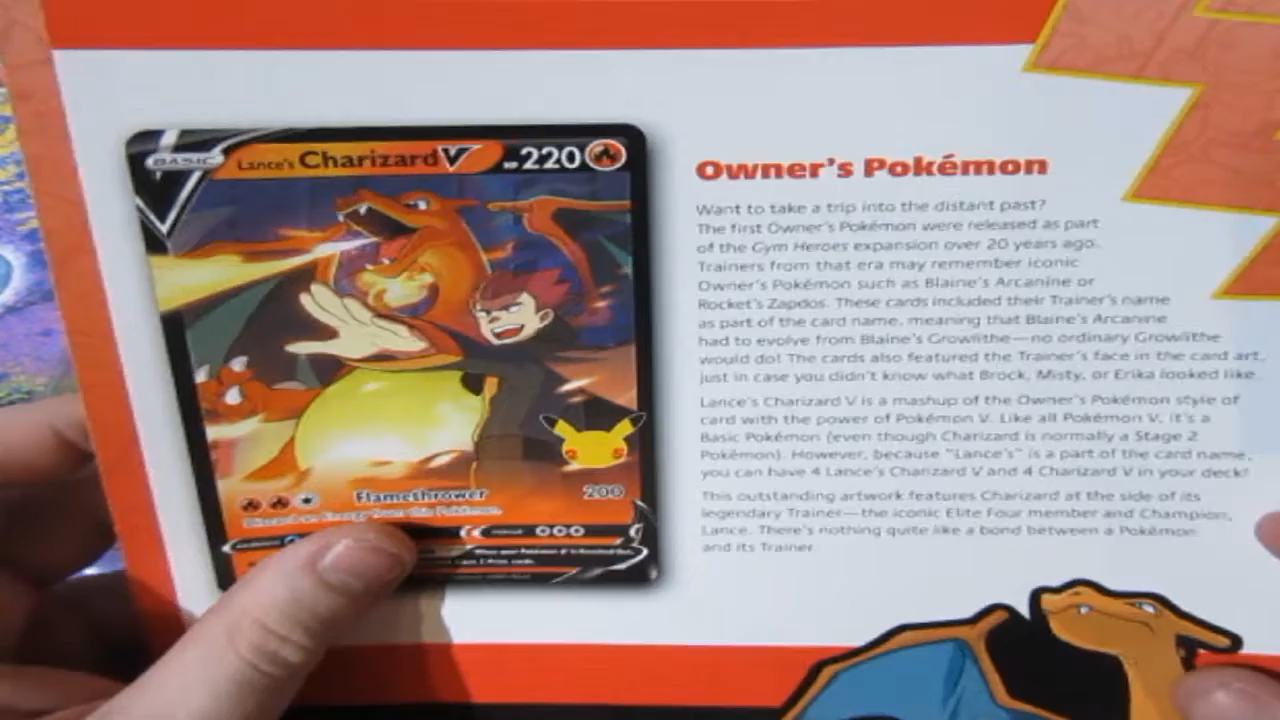 BASIC Lance's Charizard V HP 220
Flamethrower 200
Discard an Energy from this Pokémon.
Owner's Pokémon
Want to take a trip into the distant past?
The first Owner's Pokémon were released as part
of the Gym Heroes expansion over 20 years ago.
Trainers from that era may remember iconic
Owner's Pokémon such as Blaine's Arcanine or
Rocket's Zapdos. These cards included their Trainer's name
as part of the card name, meaning that Blaine's Arcanine
had to evolve from Blaine's Growlithe—no ordinary Growlithe
would do! The cards also featured the Trainer's face in the card art,
just in case you didn't know what Brock, Misty, or Erika looked like.
Lance's Charizard V is a mashup of the Owner's Pokémon style of
card with the power of Pokémon V. Like all Pokémon V, it's a
Basic Pokémon (even though Charizard is normally a Stage 2
Pokémon). However, because "Lance's" is a part of the card name,
you can have 4 Lance's Charizard V and 4 Charizard V in your deck!
This outstanding artwork features Charizard at the side of its
legendary Trainer—the iconic Elite Four member and Champion,
Lance. There's nothing quite like a bond between a Pokémon
and its Trainer.